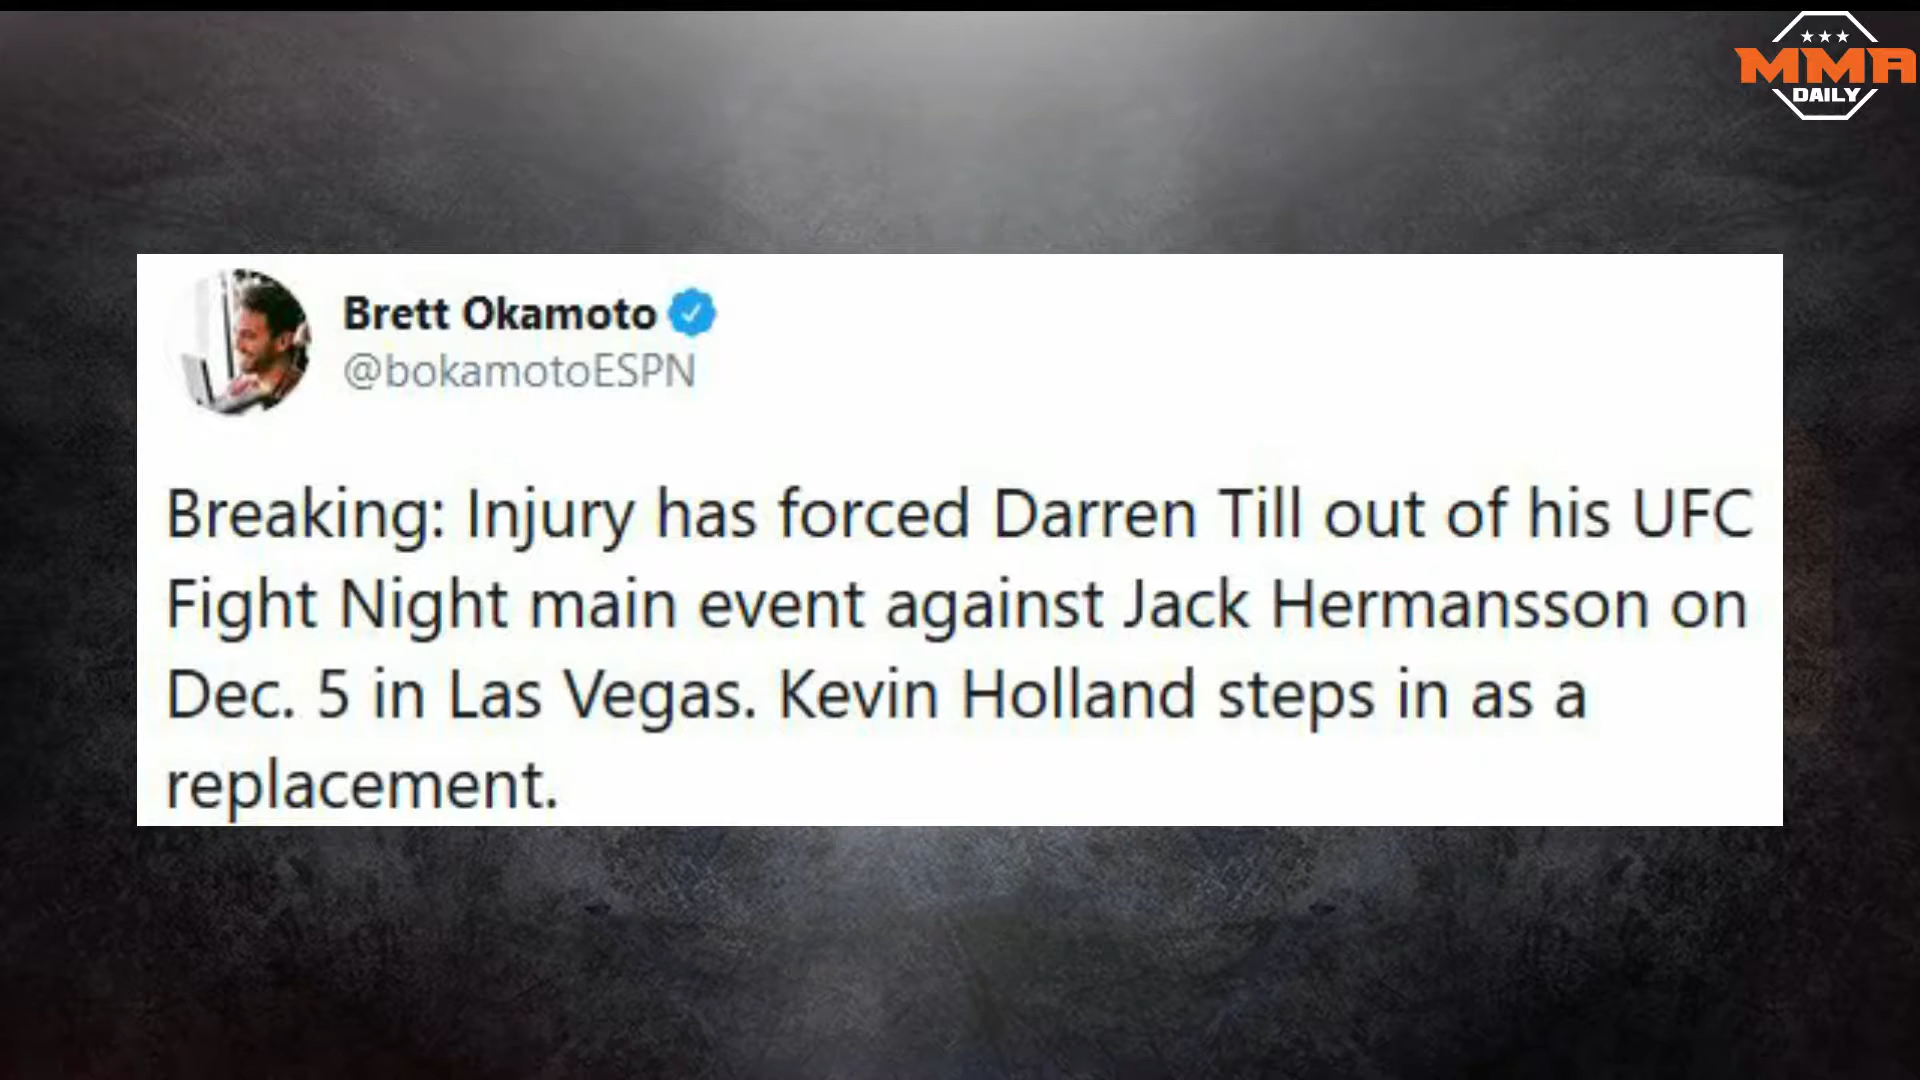 MMA
DAILY
Brett Okamoto
@bokamotoESPN
Breaking: Injury has forced Darren Till out of his UFC
Fight Night main event against Jack Hermansson on
Dec. 5 in Las Vegas. Kevin Holland steps in as a
replacement.